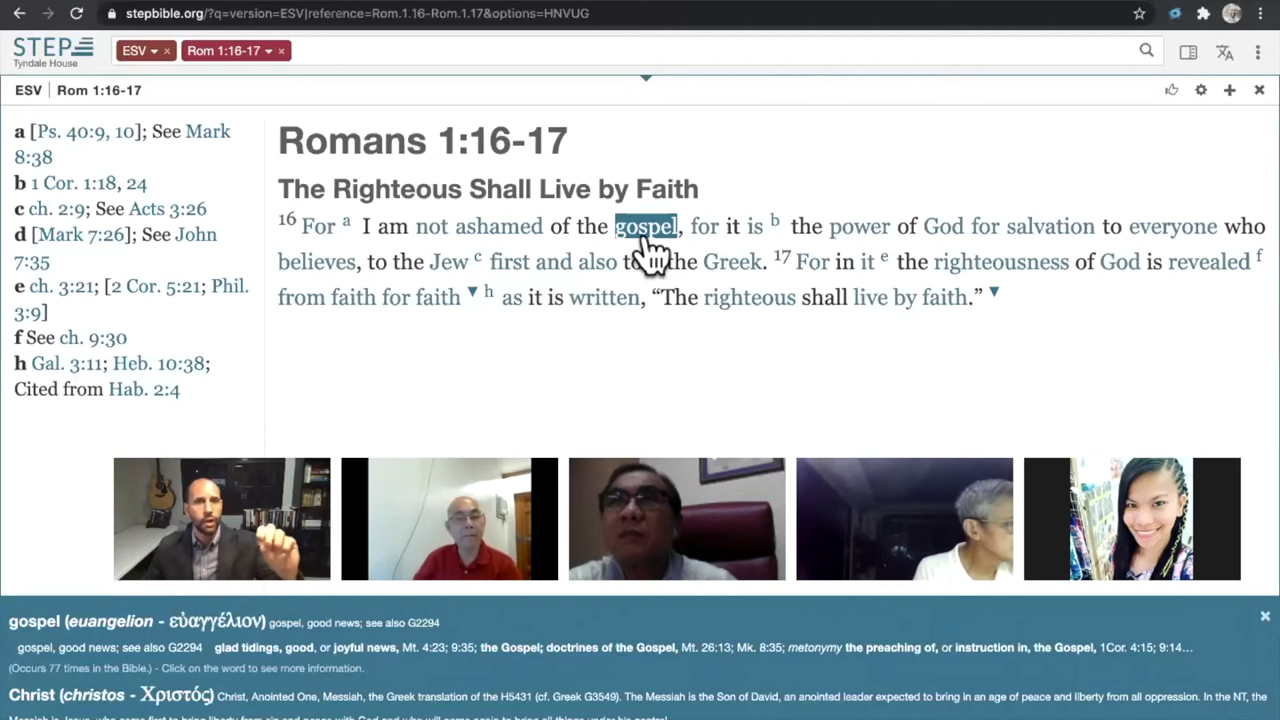 stepbible.org/?q=version=ESV|reference=Rom.1.16-Rom.1.17&options=HNVUG
STEP
Tyndale House
ESV ▾ ×
Rom 1:16-17 ▾ ×
ESV | Rom 1:16-17
a [Ps. 40:9, 10]; See Mark
8:38
b 1 Cor. 1:18, 24
c ch. 2:9; See Acts 3:26
d [Mark 7:26]; See John
7:35
e ch. 3:21; [2 Cor. 5:21; Phil.
3:9]
f See ch. 9:30
h Gal. 3:11; Heb. 10:38;
Cited from Hab. 2:4
Romans 1:16-17
The Righteous Shall Live by Faith
16 For a I am not ashamed of the gospel, for it is b the power of God for salvation to everyone who
believes, to the Jew c first and also to the Greek. 17 For in it e the righteousness of God is revealed f
from faith for faith ▼ h as it is written, “The righteous shall live by faith.” ▼
gospel (euangelion - εὐαγγέλιον) gospel, good news; see also G2294
gospel, good news; see also G2294 glad tidings, good, or joyful news, Mt. 4:23; 9:35; the Gospel; doctrines of the Gospel, Mt. 26:13; Mk. 8:35; metonymy the preaching of, or instruction in, the Gospel, 1Cor. 4:15; 9:14…
(Occurs 77 times in the Bible.) - Click on the word to see more information.
Christ (christos - Χριστός) Christ, Anointed One, Messiah, the Greek translation of the H5431 (cf. Greek G3549). The Messiah is the Son of David, an anointed leader expected to bring in an age of peace and liberty from all oppression. In the NT, the